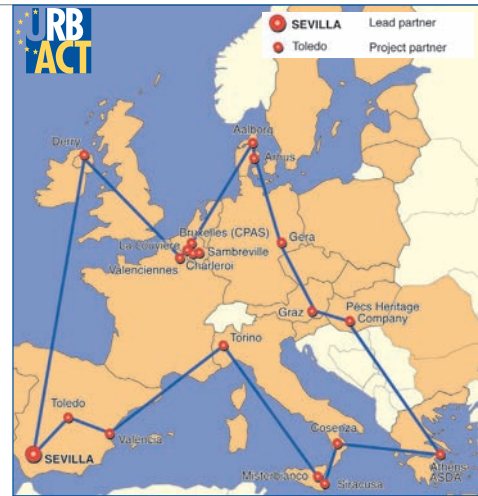 URB
ACT
SEVILLA Lead partner
Toledo Project partner
Aalborg
Derry
Arhus
Bruxelles (CPAS)
La Louvière
Sambreville
Gera
Valenciennes
Charleroi
Graz
Pécs Heritage
Company
Torino
Toledo
Valencia
Cosenza
SEVILLA
Misterbianco
Siracusa
Athens
ASDA